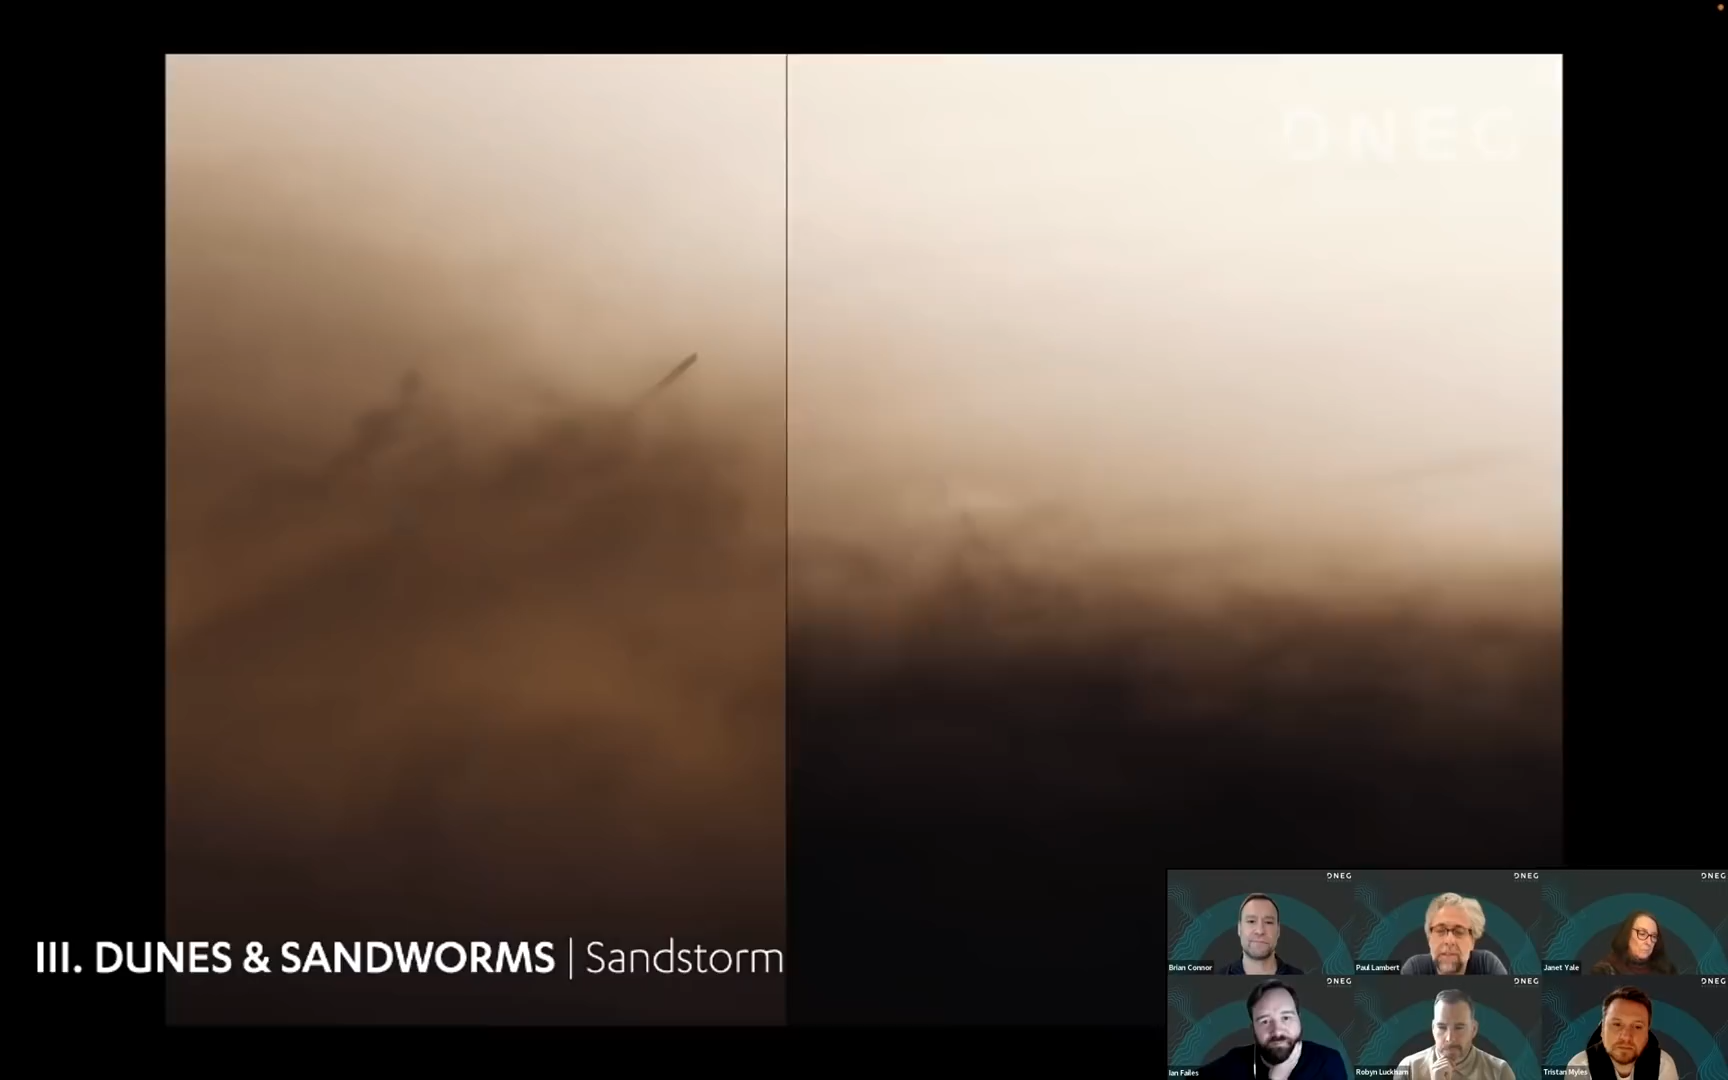 DNEG
III. DUNES & SANDWORMS | Sandstorm
DNEG
DNEG
DNEG
Brian Connor
Paul Lambert
Janet Yale
DNEG
DNEG
DNEG
Ian Failes
Robyn Luckham
Tristan Myles